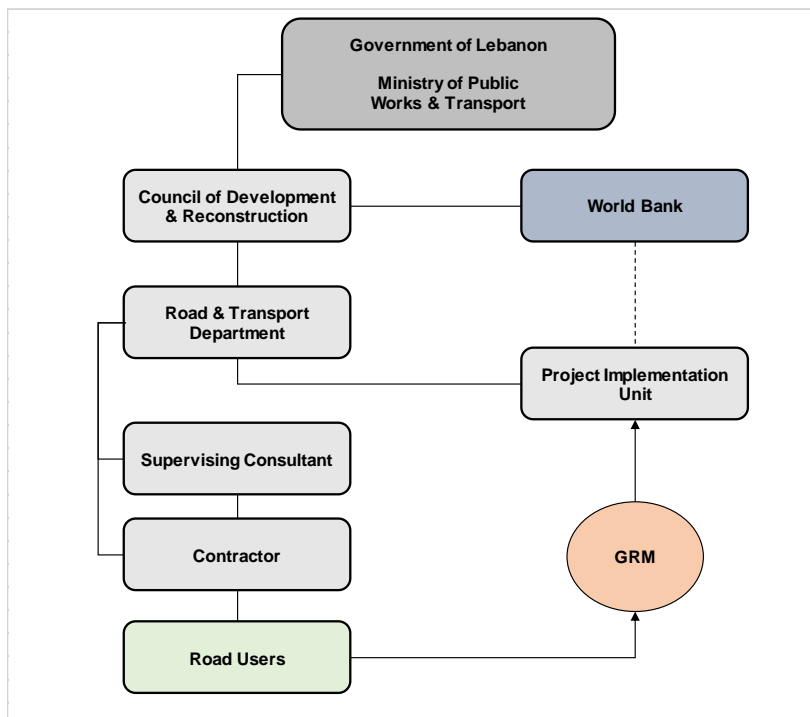 Government of Lebanon
Ministry of Public
Works & Transport
Council of Development
& Reconstruction
World Bank
Road & Transport
Department
Project Implementation
Unit
Supervising Consultant
Contractor
GRM
Road Users